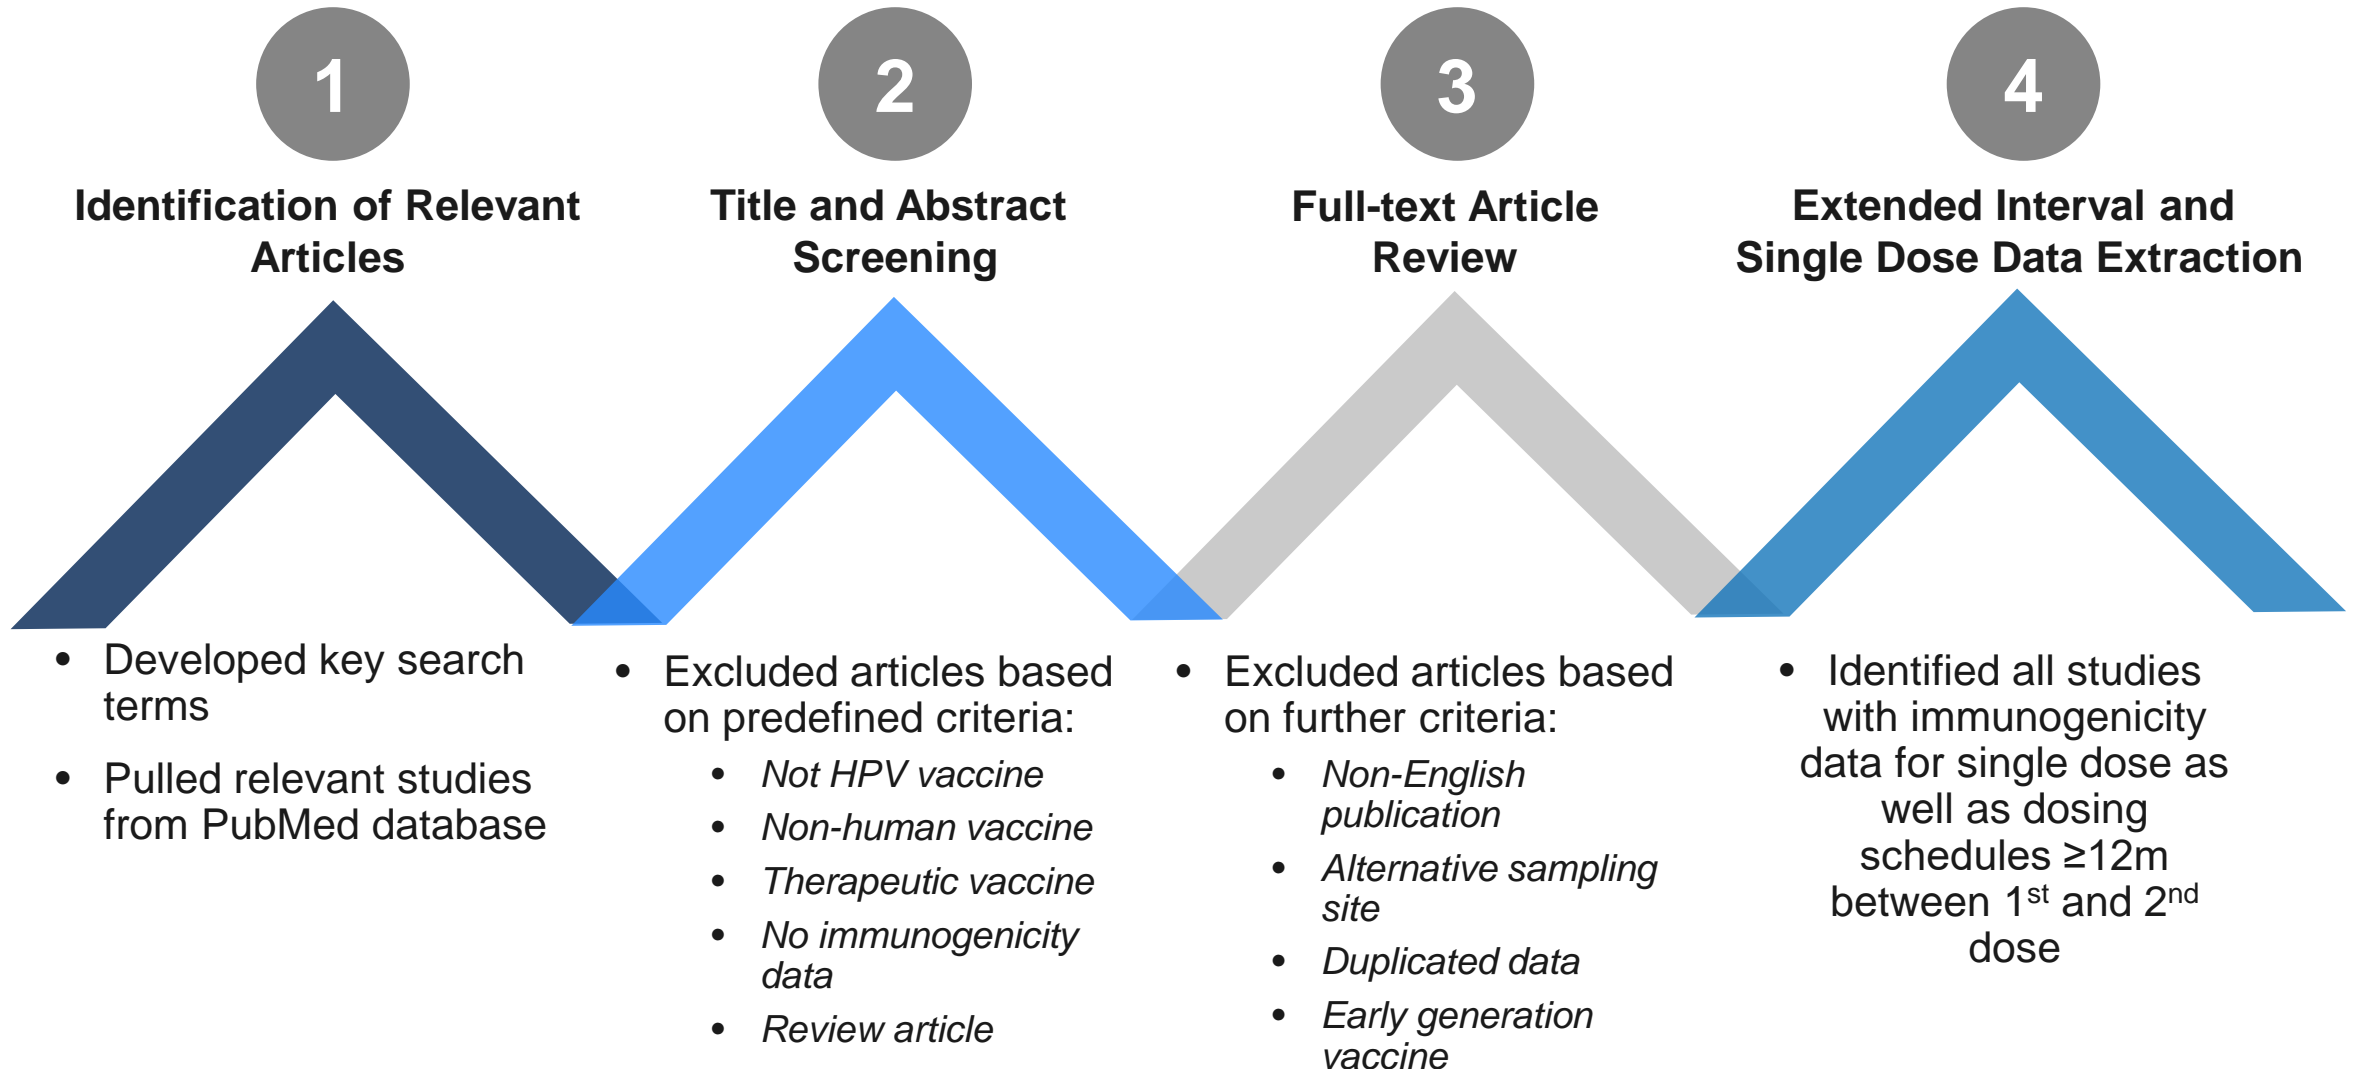 1
Identification of Relevant
Articles
• Developed key search
terms
• Pulled relevant studies
from PubMed database
2
Title and Abstract
Screening
• Excluded articles based
on predefined criteria:
• Not HPV vaccine
• Non-human vaccine
• Therapeutic vaccine
• No immunogenicity
data
• Review article
3
Full-text Article
Review
• Excluded articles based
on further criteria:
• Non-English
publication
• Alternative sampling
site
• Duplicated data
• Early generation
vaccine
4
Extended Interval and
Single Dose Data Extraction
• Identified all studies
with immunogenicity
data for single dose as
well as dosing
schedules ≥12m
between 1st and 2nd
dose